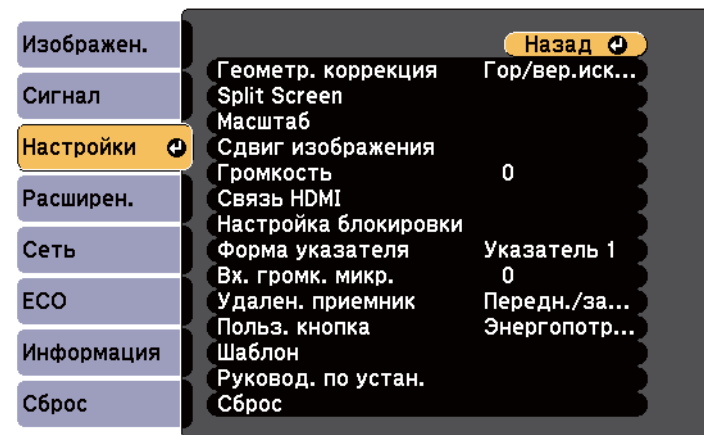 Изображен.
Сигнал
Настройки
Расширен.
Сеть
ECO
Информация
Сброс
Назад
Геометр. коррекция Гор/вер.иск...
Split Screen
Масштаб
Сдвиг изображения
Громкость 0
Связь HDMI
Настройка блокировки
Форма указателя Указатель 1
Вх. громк. микр. 0
Удален. приемник Передн./за...
Польз. кнопка Энергопотр...
Шаблон
Руковод. по устан.
Сброс